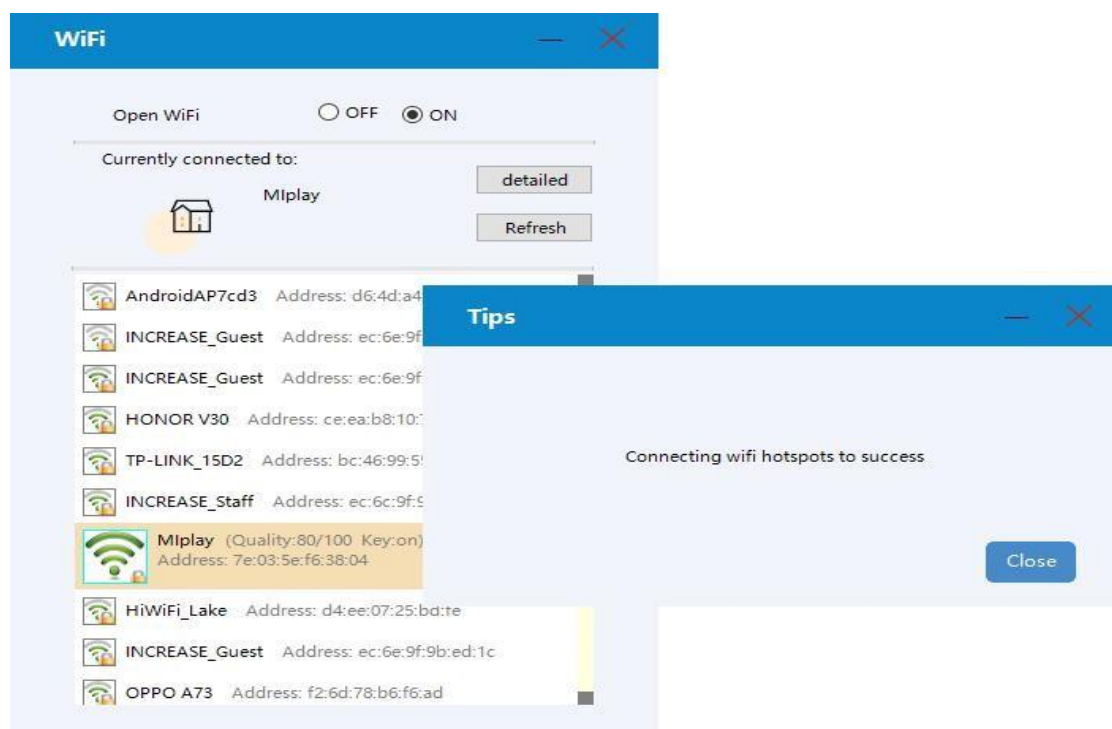 WiFi
Open WiFi OFF ON
Currently connected to:
MIplay
detailed
Refresh
AndroidAP7cd3 Address: d6:4d:a4
INCREASE_Guest Address: ec:6e:9f
INCREASE_Guest Address: ec:6e:9f
HONOR V30 Address: ce:ea:b8:10:
TP-LINK_15D2 Address: bc:46:99:5
INCREASE_Staff Address: ec:6c:9f:9
MIplay (Quality:80/100 Key:on)
Address: 7e:03:5e:f6:38:04
HiWiFi_Lake Address: d4:ee:07:25:bd:fe
INCREASE_Guest Address: ec:6e:9f:9b:ed:1c
OPPO A73 Address: f2:6d:78:b6:f6:ad
Tips
Connecting wifi hotspots to success
Close